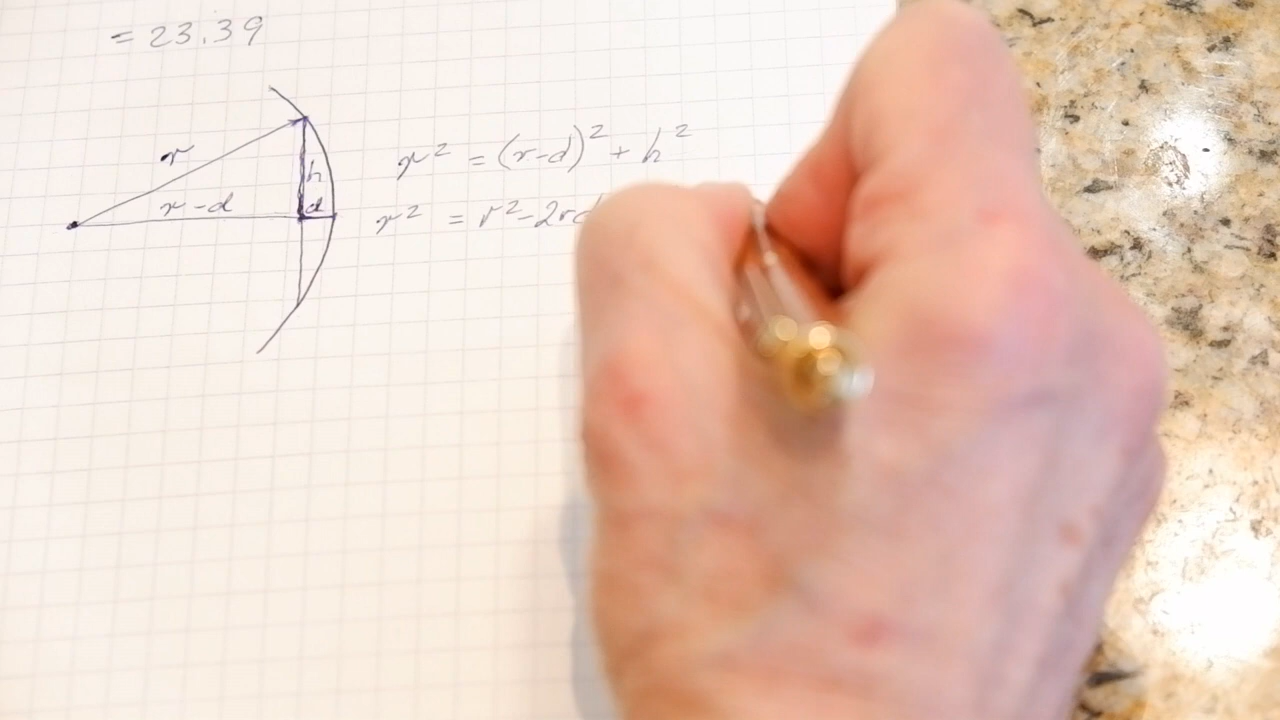 = 23.39
r
h
r-d
d
r² = (r-d)² + h²
r² = r²-2rd